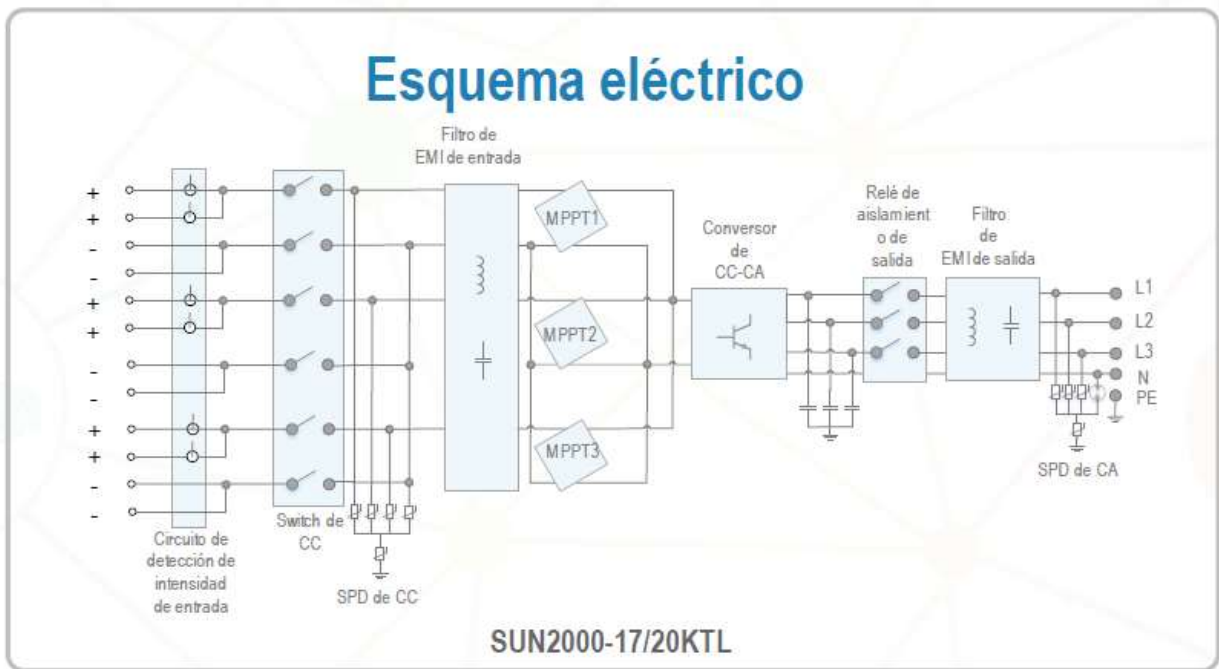 Esquema eléctrico
Filtro de
EMI de entrada
+
+
-
-
+
+
-
-
+
+
-
-
Circuito de
detección de
intensidad
de entrada
Switch de
CC
SPD de CC
MPPT1
MPPT2
MPPT3
Conversor
de
CC-CA
Relé de
aislamient
o de
salida
Filtro
de
EMI de salida
L1
L2
L3
N
PE
SPD de CA
SUN2000-17/20KTL